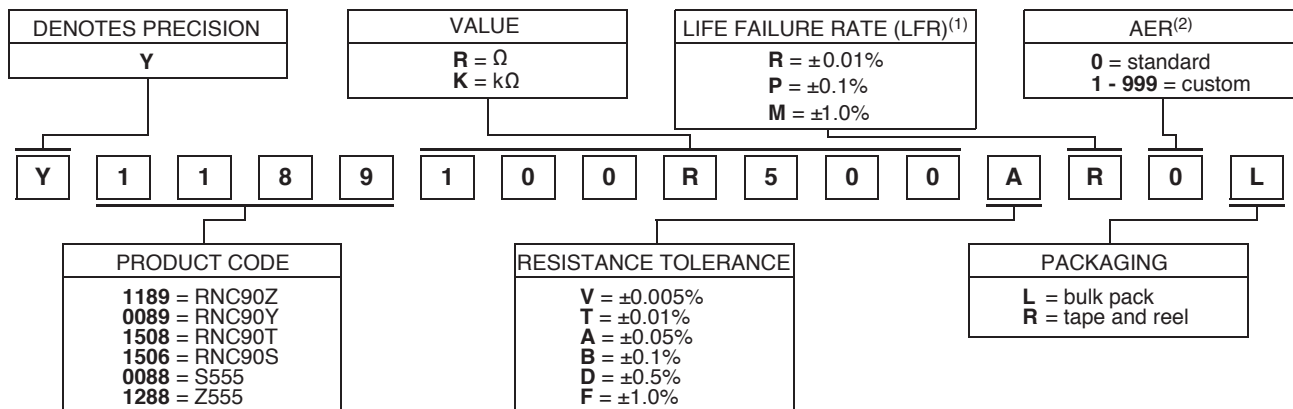 DENOTES PRECISION
Y
VALUE
R = Ω
K = kΩ
LIFE FAILURE RATE (LFR)(1)
R = ±0.01%
P = ±0.1%
M = ±1.0%
AER(2)
0 = standard
1 - 999 = custom
Y 1 1 8 9 1 0 0 R 5 0 0 A R 0 L
PRODUCT CODE
1189 = RNC90Z
0089 = RNC90Y
1508 = RNC90T
1506 = RNC90S
0088 = S555
1288 = Z555
RESISTANCE TOLERANCE
V = ±0.005%
T = ±0.01%
A = ±0.05%
B = ±0.1%
D = ±0.5%
F = ±1.0%
PACKAGING
L = bulk pack
R = tape and reel